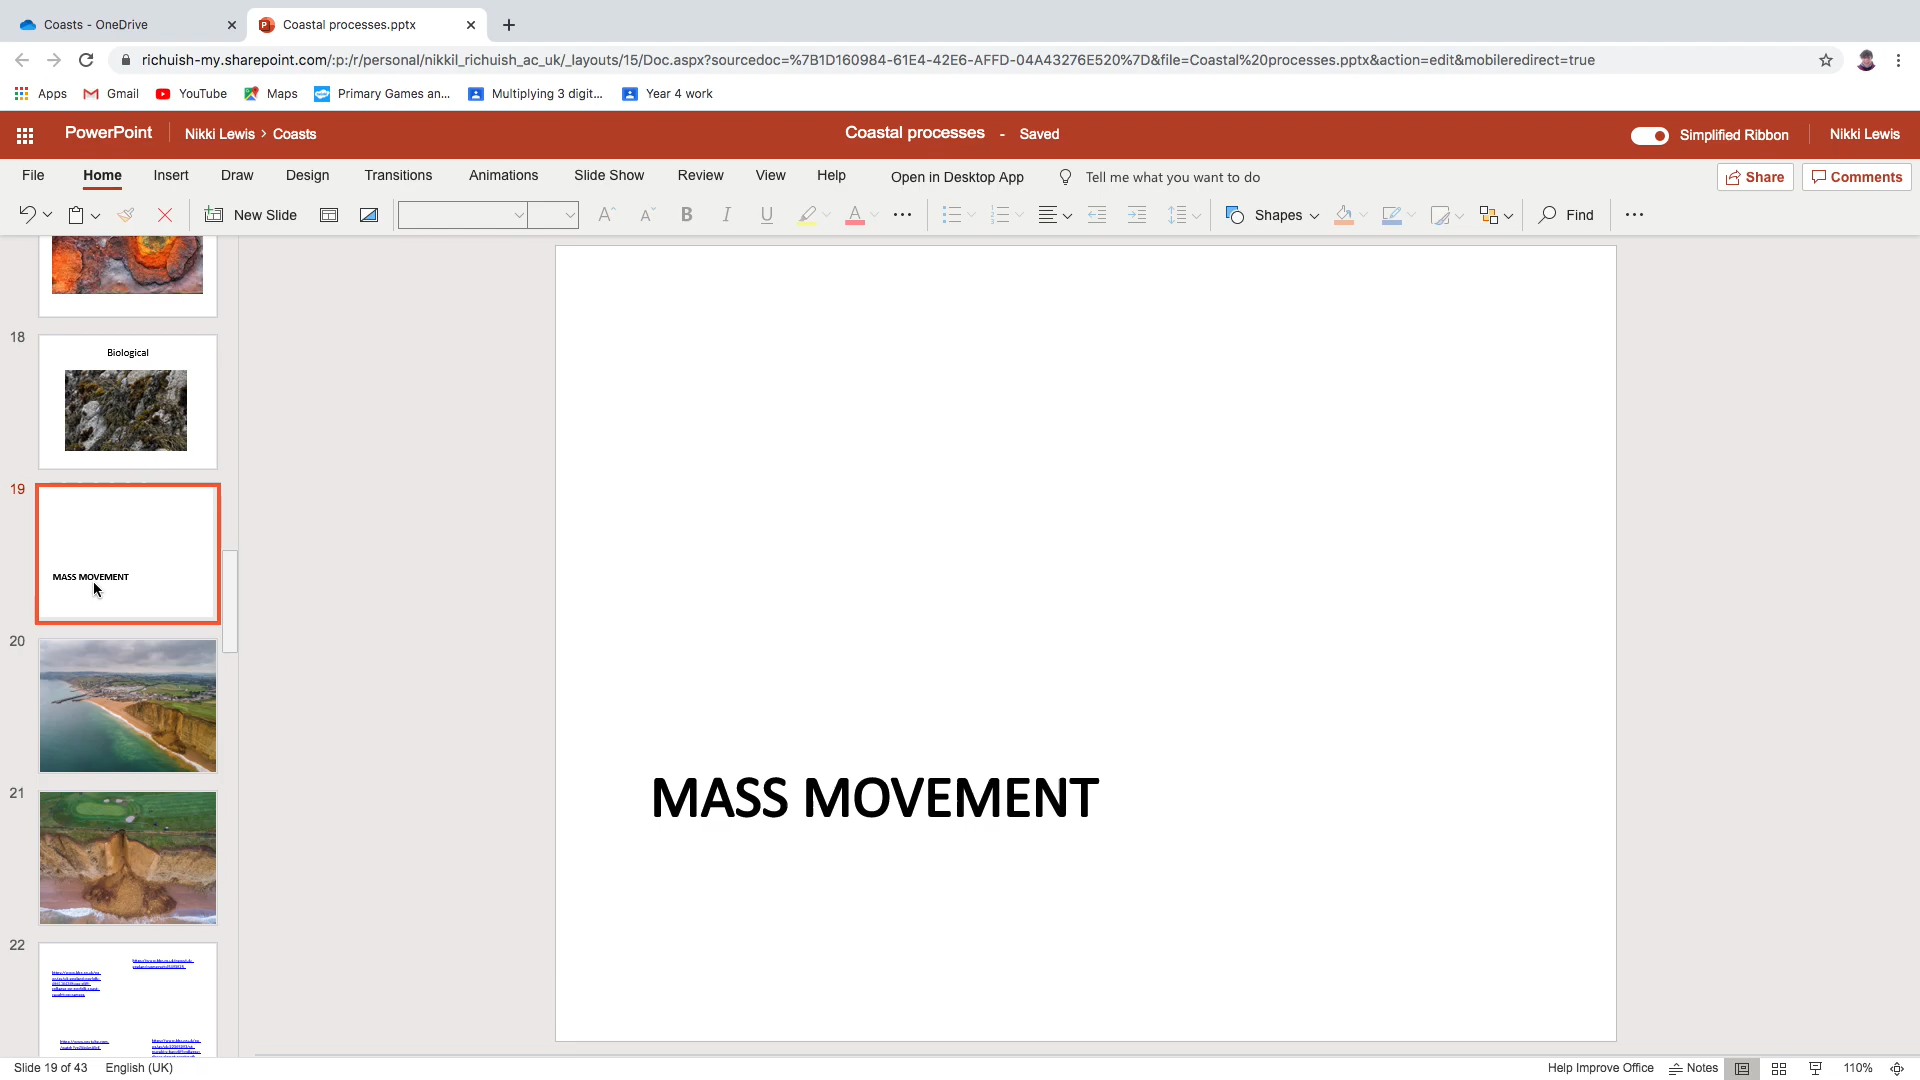 Coasts - OneDrive
Coastal processes.pptx
richuish-my.sharepoint.com/:p:/r/personal/nikkil_richuish_ac_uk/_layouts/15/Doc.aspx?sourcedoc=%7B1D160984-61E4-42E6-AFFD-04A43276E520%7D&file=Coastal%20processes.pptx&action=edit&mobileredirect=true
Apps Gmail YouTube Maps Primary Games an... Multiplying 3 digit... Year 4 work
PowerPoint Nikki Lewis > Coasts Coastal processes - Saved Simplified Ribbon Nikki Lewis
File Home Insert Draw Design Transitions Animations Slide Show Review View Help Open in Desktop App Tell me what you want to do Share Comments
New Slide A A B I U A Shapes Find
18
Biological
19
MASS MOVEMENT
20
21
22
MASS MOVEMENT
Slide 19 of 43 English (UK) Help Improve Office Notes 110%